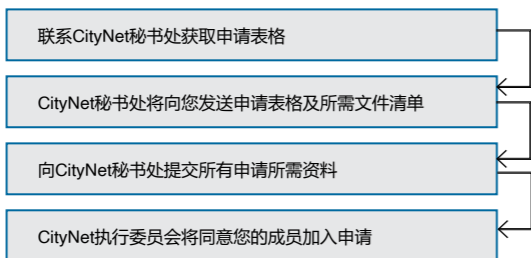 联系CityNet秘书处获取申请表格
CityNet秘书处将向您发送申请表格及所需文件清单
向CityNet秘书处提交所有申请所需资料
CityNet执行委员会将同意您的成员加入申请